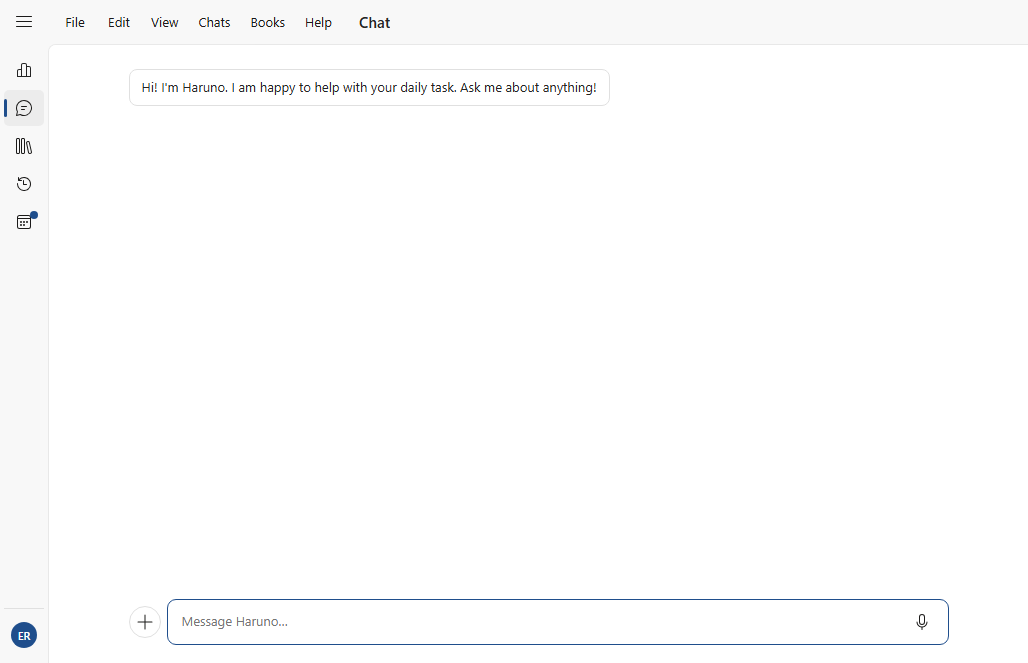 File Edit View Chats Books Help Chat
Hi! I'm Haruno. I am happy to help with your daily task. Ask me about anything!
Message Haruno...
ER